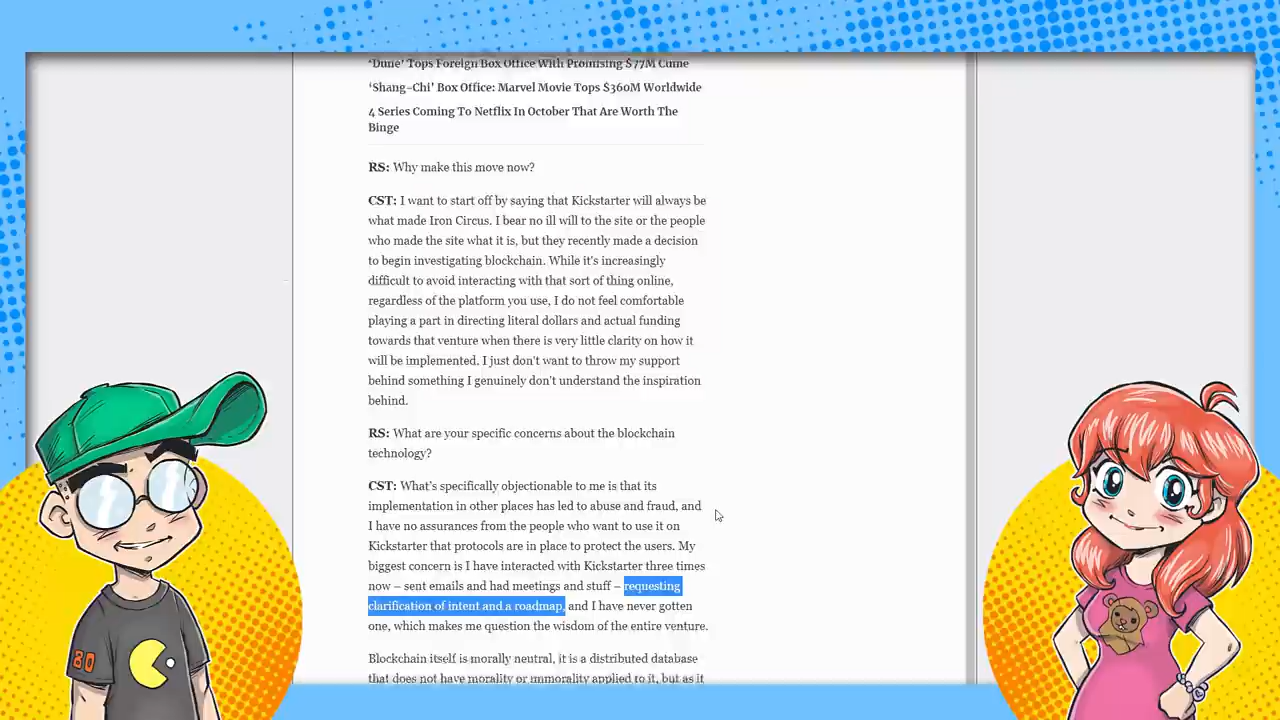 ‘Dune’ Tops Foreign Box Office With Promising $77M Cume
‘Shang-Chi’ Box Office: Marvel Movie Tops $360M Worldwide
4 Series Coming To Netflix In October That Are Worth The
Binge
RS: Why make this move now?
CST: I want to start off by saying that Kickstarter will always be
what made Iron Circus. I bear no ill will to the site or the people
who made the site what it is, but they recently made a decision
to begin investigating blockchain. While it's increasingly
difficult to avoid interacting with that sort of thing online,
regardless of the platform you use, I do not feel comfortable
playing a part in directing literal dollars and actual funding
towards that venture when there is very little clarity on how it
will be implemented. I just don't want to throw my support
behind something I genuinely don't understand the inspiration
behind.
RS: What are your specific concerns about the blockchain
technology?
CST: What’s specifically objectionable to me is that its
implementation in other places has led to abuse and fraud, and
I have no assurances from the people who want to use it on
Kickstarter that protocols are in place to protect the users. My
biggest concern is I have interacted with Kickstarter three times
now – sent emails and had meetings and stuff – requesting
clarification of intent and a roadmap, and I have never gotten
one, which makes me question the wisdom of the entire venture.
Blockchain itself is morally neutral, it is a distributed database
that does not have morality or immorality applied to it, but as it
80